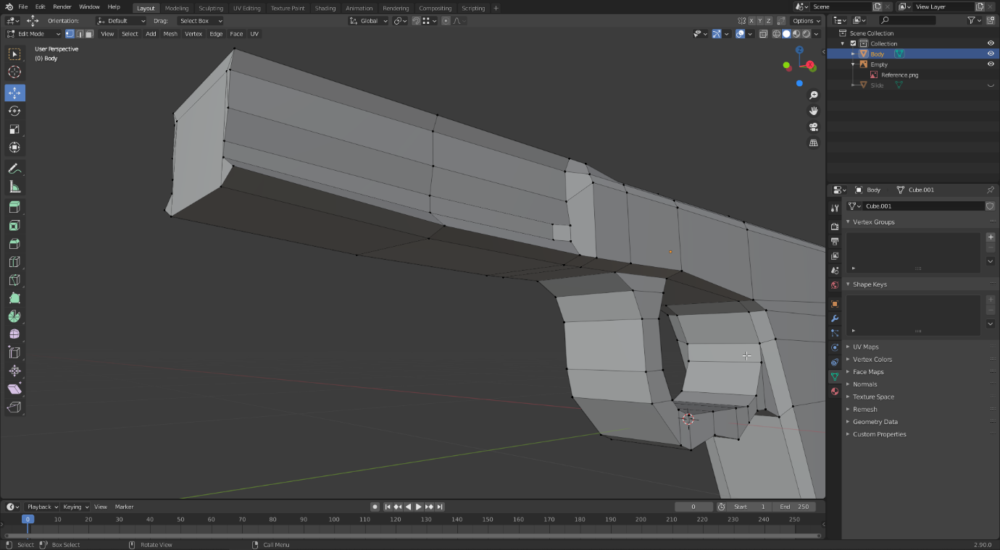 File Edit Render Window Help Layout Modeling Sculpting UV Editing Texture Paint Shading Animation Rendering Compositing Scripting + Scene View Layer
Orientation: Default Drag: Select Box Global X Y Z Options
Edit Mode View Select Add Mesh Vertex Edge Face UV
User Perspective
(0) Body
Z
X
Y
Scene Collection
Collection
Body
Empty
Reference.png
Slide
Body Cube.001
Cube.001
Vertex Groups
Shape Keys
UV Maps
Vertex Colors
Face Maps
Normals
Texture Space
Remesh
Geometry Data
Custom Properties
Playback Keying View Marker 0 Start 1 End 250
0 10 20 30 40 50 60 70 80 90 100 110 120 130 140 150 160 170 180 190 200 210 220 230 240 250
Select Box Select Rotate View Call Menu 2.90.0